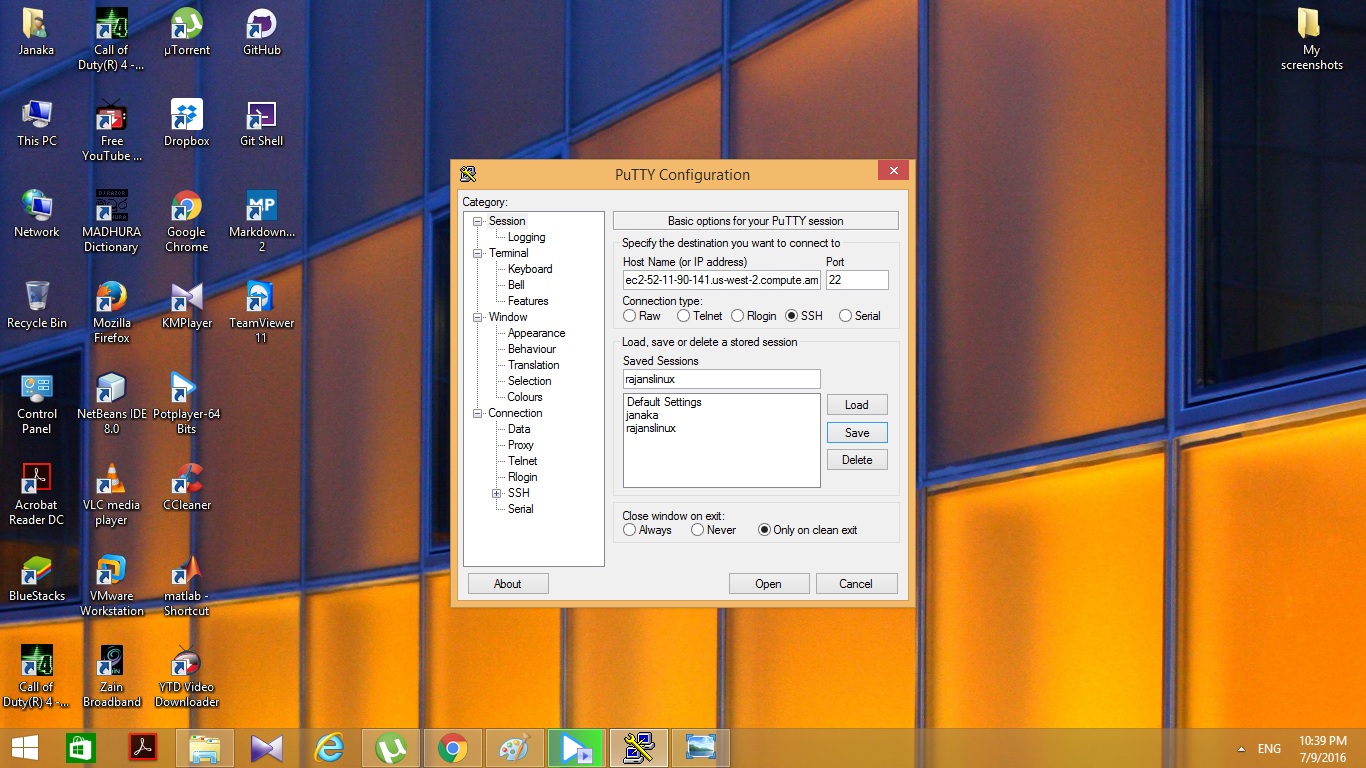 Janaka
Call of
Duty(R) 4 -...
µTorrent
GitHub
My
screenshots
This PC
Free
YouTube ...
Dropbox
Git Shell
Network
MADHURA
Dictionary
Google
Chrome
MP
Markdown...
2
Recycle Bin
Mozilla
Firefox
KMPlayer
TeamViewer
11
Control
Panel
NetBeans IDE
8.0
Potplayer-64
Bits
Acrobat
Reader DC
VLC media
player
CCleaner
BlueStacks
VMware
Workstation
matlab -
Shortcut
Call of
Duty(R) 4 -...
Zain
Broadband
YTD Video
Downloader
PuTTY Configuration
Category:
Session
Logging
Terminal
Keyboard
Bell
Features
Window
Appearance
Behaviour
Translation
Selection
Colours
Connection
Data
Proxy
Telnet
Rlogin
SSH
Serial
Basic options for your PuTTY session
Specify the destination you want to connect to
Host Name (or IP address) Port
ec2-52-11-90-141.us-west-2.compute.am 22
Connection type:
Raw Telnet Rlogin SSH Serial
Load, save or delete a stored session
Saved Sessions
rajanslinux
Default Settings
janaka
rajanslinux
Load
Save
Delete
Close window on exit:
Always Never Only on clean exit
About Open Cancel
ENG
10:39 PM
7/9/2016